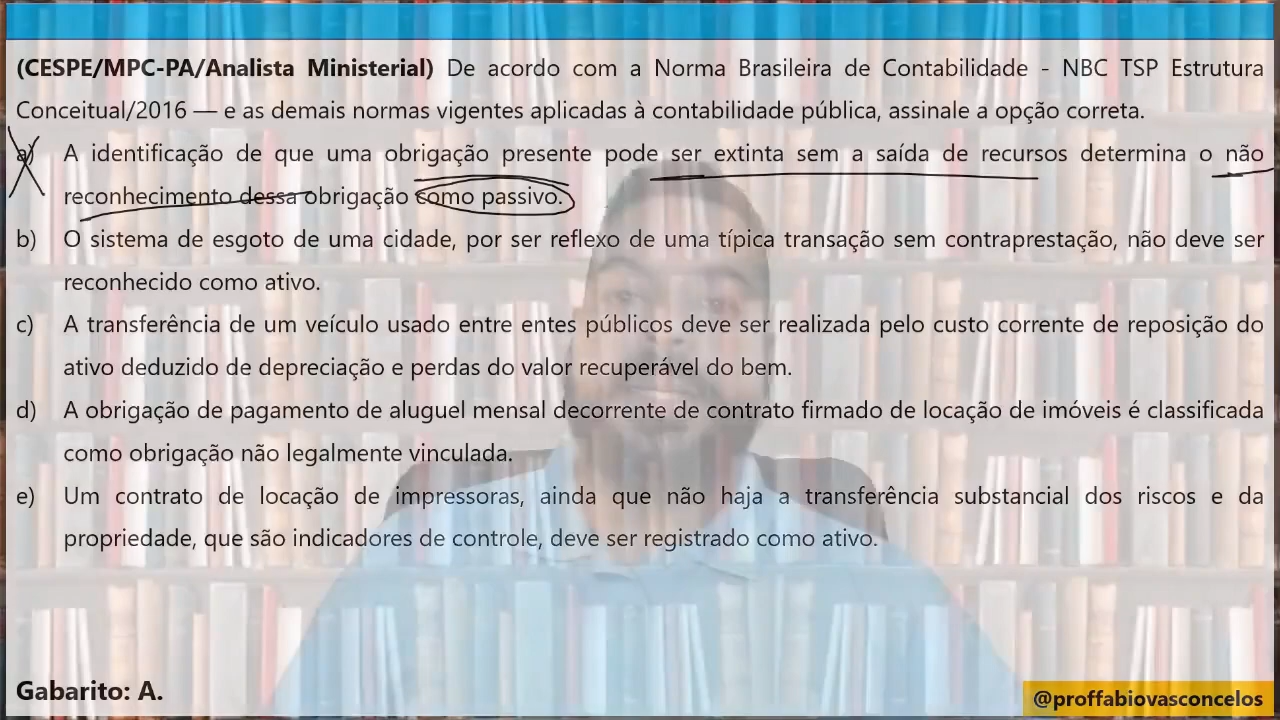 (CESPE/MPC-PA/Analista Ministerial) De acordo com a Norma Brasileira de Contabilidade - NBC TSP Estrutura
Conceitual/2016 — e as demais normas vigentes aplicadas à contabilidade pública, assinale a opção correta.
a) A identificação de que uma obrigação presente pode ser extinta sem a saída de recursos determina o não
reconhecimento dessa obrigação como passivo.
b) O sistema de esgoto de uma cidade, por ser reflexo de uma típica transação sem contraprestação, não deve ser
reconhecido como ativo.
c) A transferência de um veículo usado entre entes públicos deve ser realizada pelo custo corrente de reposição do
ativo deduzido de depreciação e perdas do valor recuperável do bem.
d) A obrigação de pagamento de aluguel mensal decorrente de contrato firmado de locação de imóveis é classificada
como obrigação não legalmente vinculada.
e) Um contrato de locação de impressoras, ainda que não haja a transferência substancial dos riscos e da
propriedade, que são indicadores de controle, deve ser registrado como ativo.
Gabarito: A.
@proffabiovasconcelos